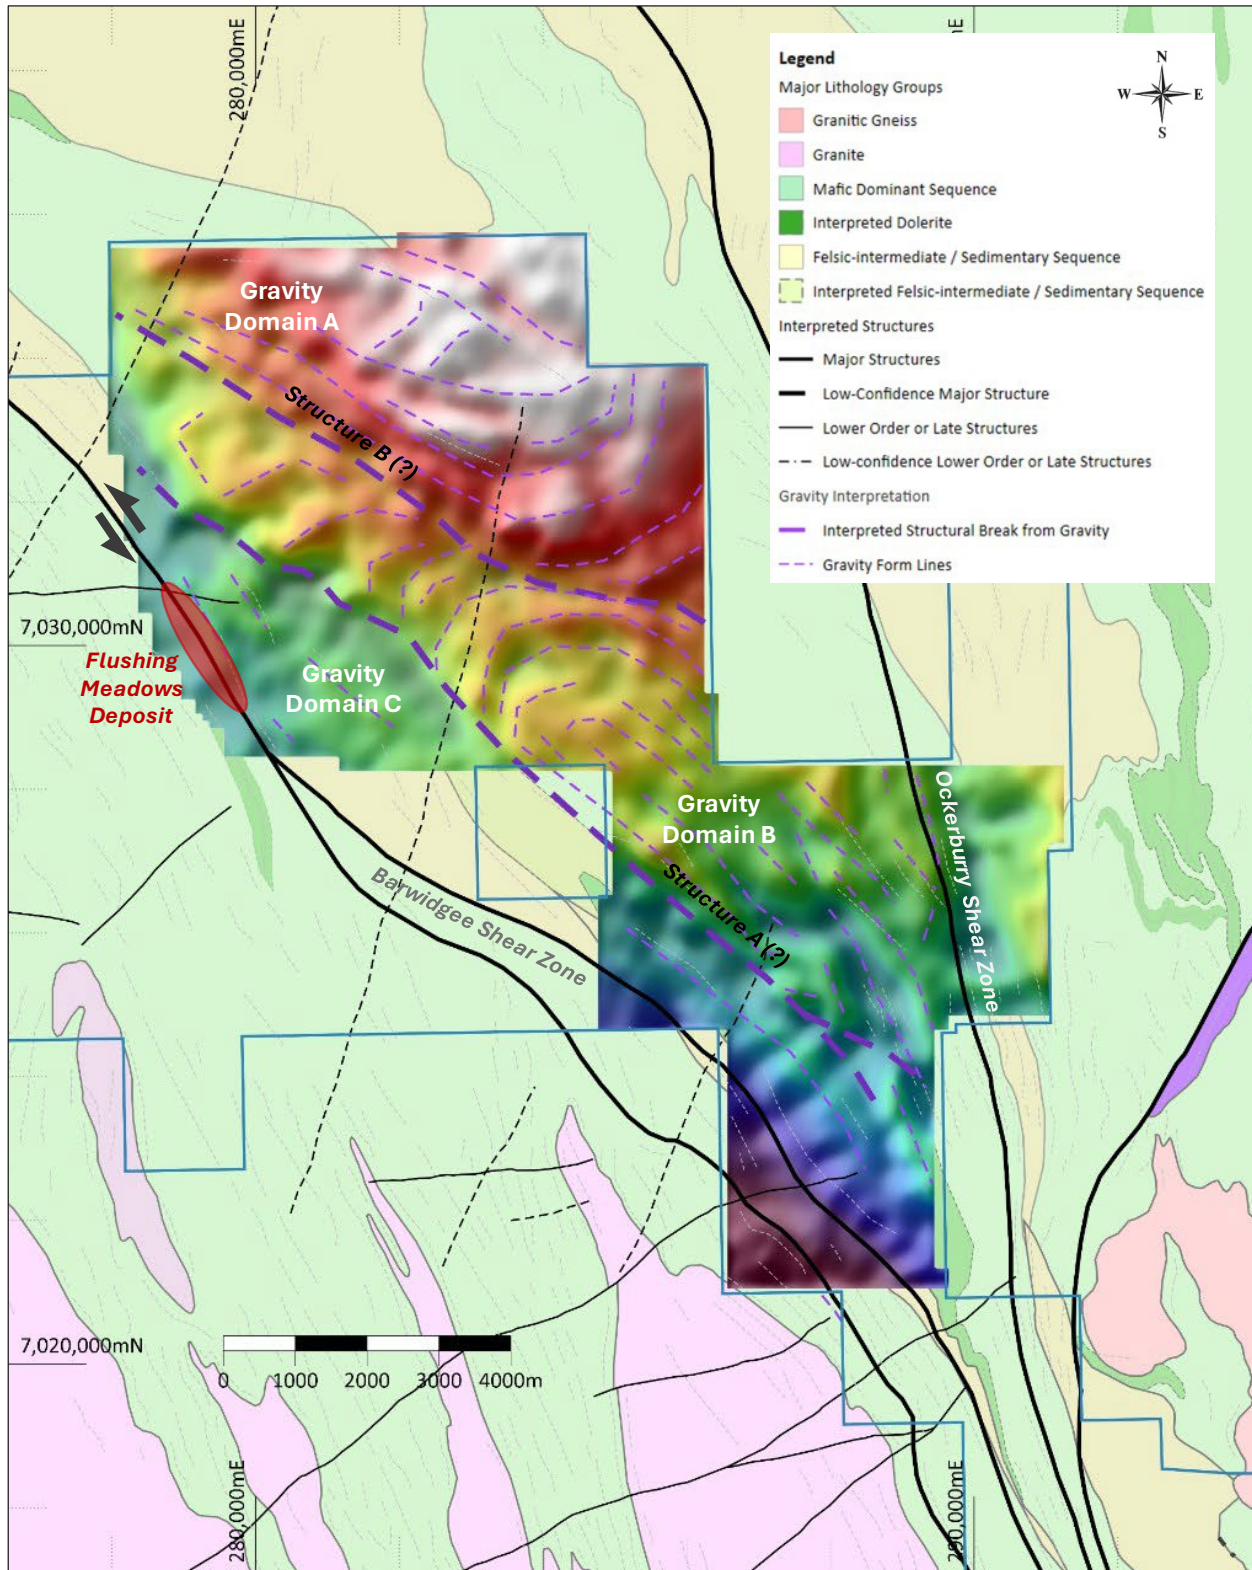 280,000mE
mE
Legend
Major Lithology Groups
Granitic Gneiss
Granite
Mafic Dominant Sequence
Interpreted Dolerite
Felsic-intermediate / Sedimentary Sequence
Interpreted Felsic-intermediate / Sedimentary Sequence
Interpreted Structures
Major Structures
Low-Confidence Major Structure
Lower Order or Late Structures
Low-confidence Lower Order or Late Structures
Gravity Interpretation
Interpreted Structural Break from Gravity
Gravity Form Lines
N
W E
S
Gravity
Domain A
Structure B (?)
7,030,000mN
Flushing
Meadows
Deposit
Gravity
Domain C
Gravity
Domain B
Ockerburry Shear Zone
Barwidgee Shear Zone
Structure A (?)
7,020,000mN
0 1000 2000 3000 4000m
280,000mE
290,000mE